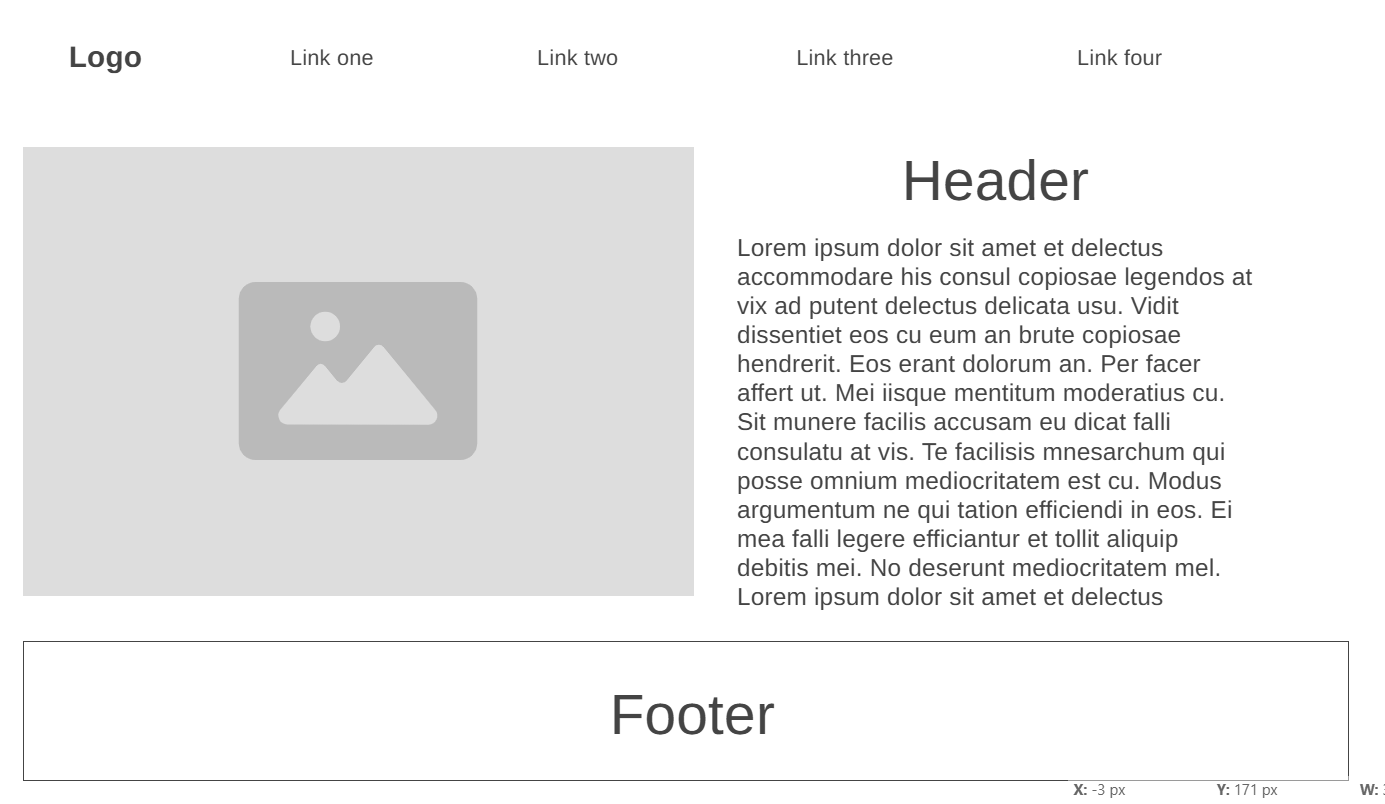 Logo Link one Link two Link three Link four
Header
Lorem ipsum dolor sit amet et delectus
accommodare his consul copiosae legendos at
vix ad putent delectus delicata usu. Vidit
dissentiet eos cu eum an brute copiosae
hendrerit. Eos erant dolorum an. Per facer
affert ut. Mei iisque mentitum moderatius cu.
Sit munere facilis accusam eu dicat falli
consulatu at vis. Te facilisis mnesarchum qui
posse omnium mediocritatem est cu. Modus
argumentum ne qui tation efficiendi in eos. Ei
mea falli legere efficiantur et tollit aliquip
debitis mei. No deserunt mediocritatem mel.
Lorem ipsum dolor sit amet et delectus
Footer
X: -3 px Y: 171 px W: